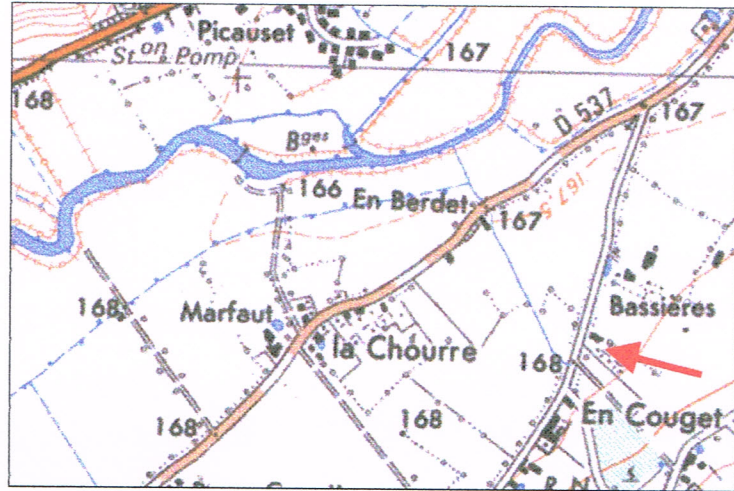 Picauset
Stᵒⁿ Pomp
167
168
D 537
167
Bᵍᵉˢ
166
En Berdet
167
167,5
168
Marfaut
Bassières
la Chourre
168
168
168
En Couget